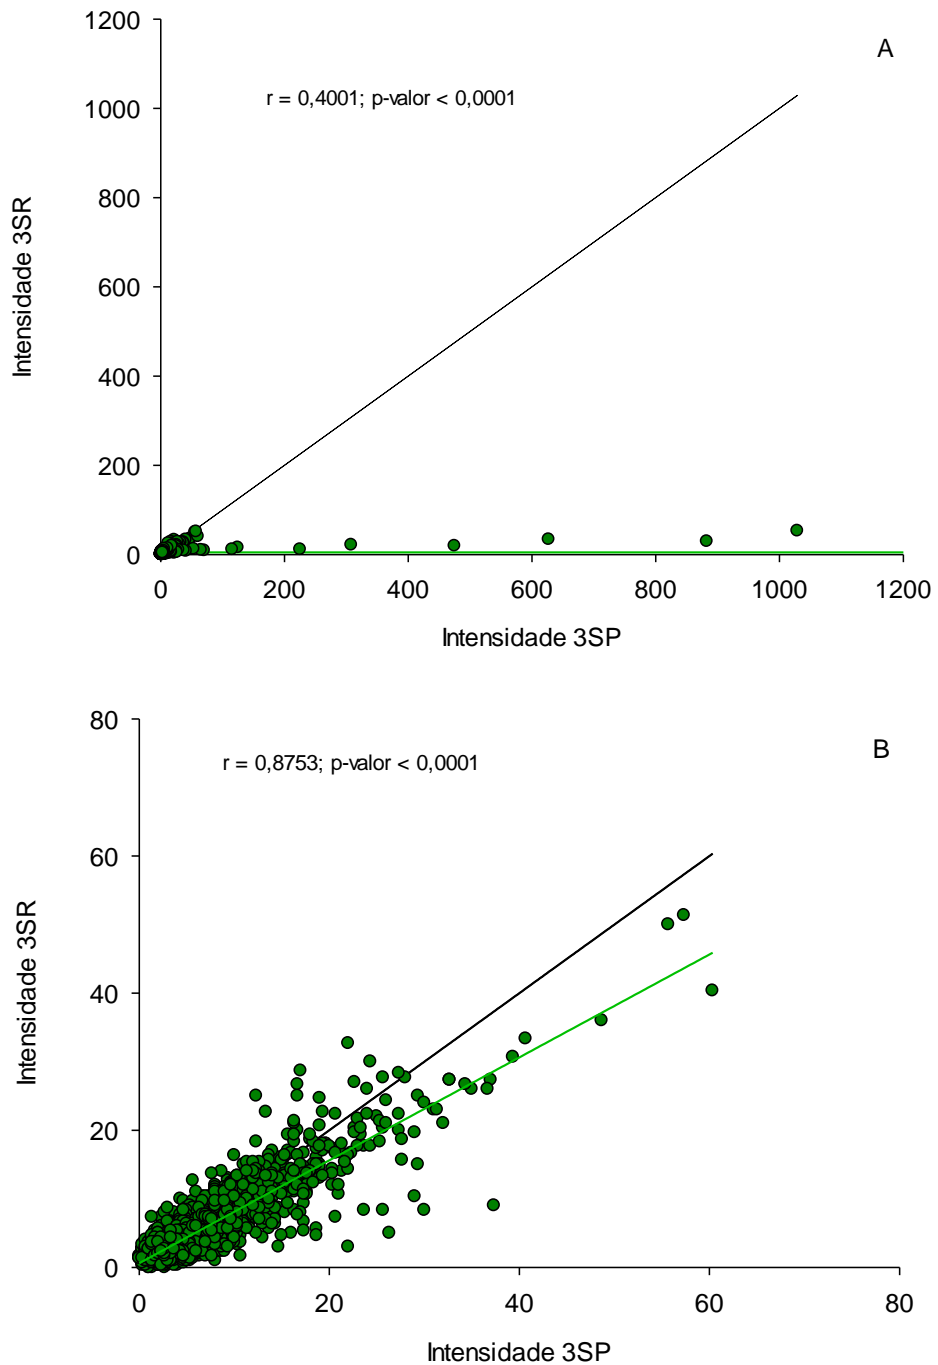 1200
A
r = 0,4001; p-valor < 0,0001
1000
800
600
400
200
0
Intensidade 3SR
0 200 400 600 800 1000 1200
Intensidade 3SP
80
B
r = 0,8753; p-valor < 0,0001
60
40
20
0
Intensidade 3SR
0 20 40 60 80
Intensidade 3SP